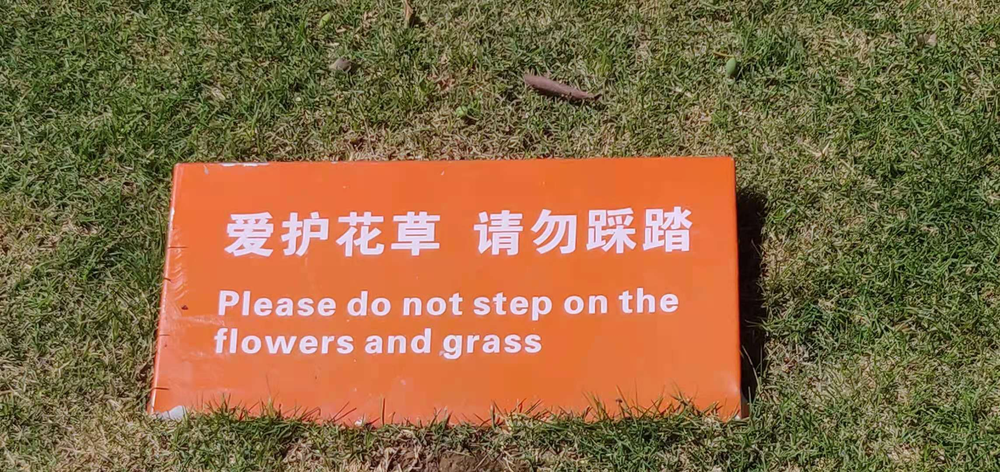 爱护花草 请勿踩踏
Please do not step on the
flowers and grass